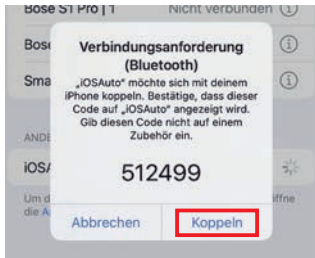 Bose S1 Pro | 1 Nicht verbunden
Bose
Verbindungsanforderung
(Bluetooth)
Sma
„iOSAuto“ möchte sich mit deinem
iPhone koppeln. Bestätige, dass dieser
Code auf „iOSAuto“ angezeigt wird.
Gib diesen Code nicht auf einem
Zubehör ein.
ANDE
iOSA
512499
Um d
öffne
die A
Abbrechen Koppeln